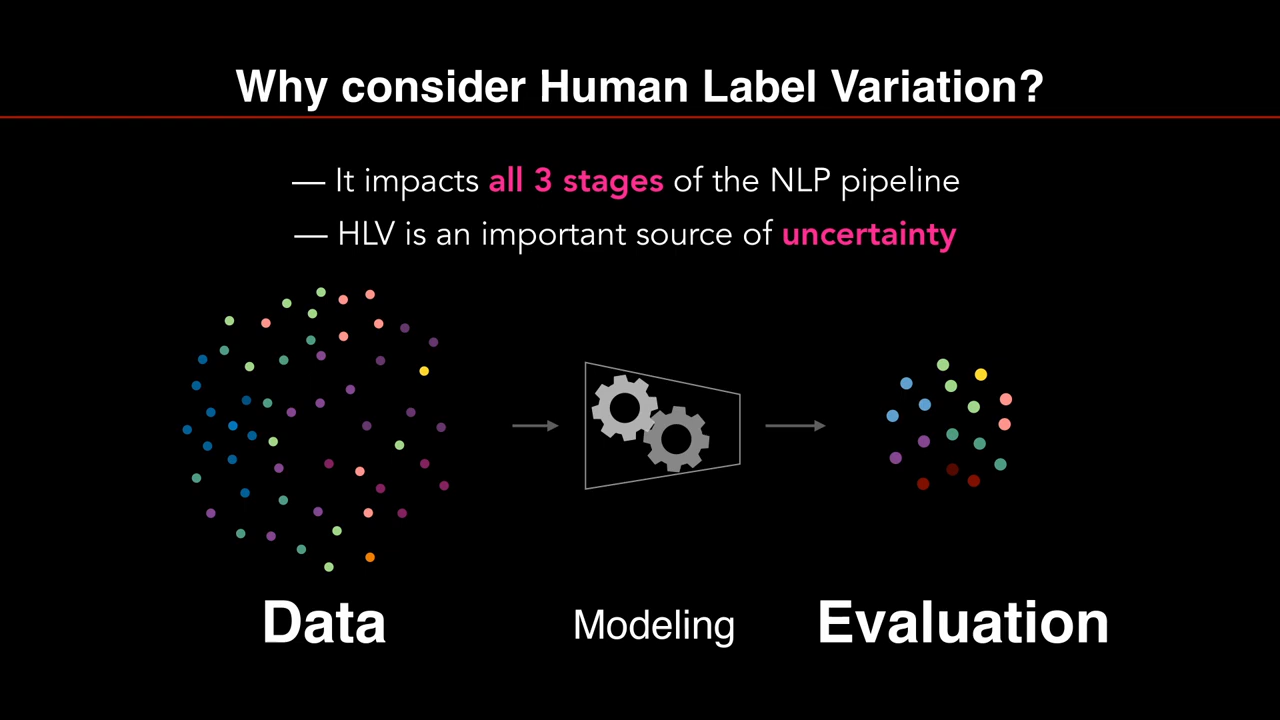 Why consider Human Label Variation?
— It impacts all 3 stages of the NLP pipeline
— HLV is an important source of uncertainty
Data
Modeling
Evaluation